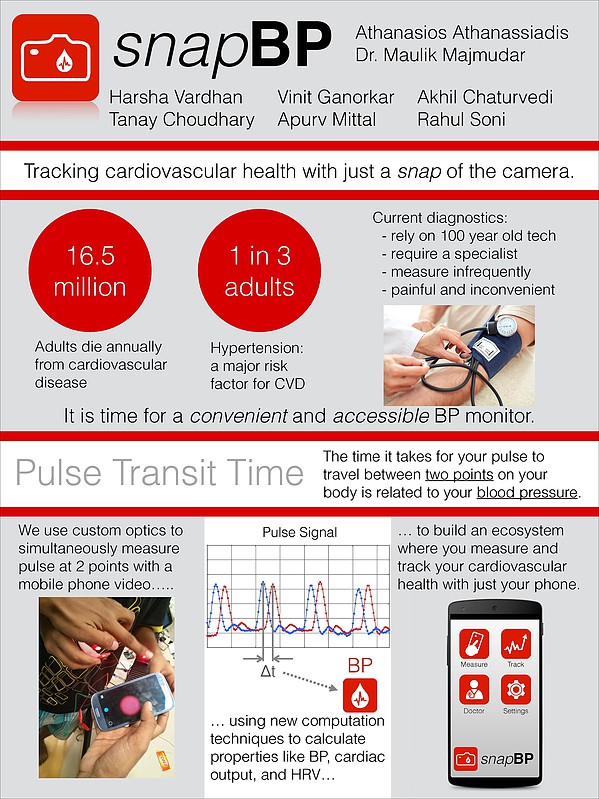 snapBP
Athanasios Athanassiadis
Dr. Maulik Majmudar
Harsha Vardhan
Tanay Choudhary
Vinit Ganorkar
Apurv Mittal
Akhil Chaturvedi
Rahul Soni
Tracking cardiovascular health with just a snap of the camera.
16.5
million
Adults die annually
from cardiovascular
disease
1 in 3
adults
Hypertension:
a major risk
factor for CVD
Current diagnostics:
- rely on 100 year old tech
- require a specialist
- measure infrequently
- painful and inconvenient
It is time for a convenient and accessible BP monitor.
Pulse Transit Time
The time it takes for your pulse to
travel between two points on your
body is related to your blood pressure.
We use custom optics to
simultaneously measure
pulse at 2 points with a
mobile phone video…..
Pulse Signal
Δt
BP
… using new computation
techniques to calculate
properties like BP, cardiac
output, and HRV…
… to build an ecosystem
where you measure and
track your cardiovascular
health with just your phone.
Measure
Track
Doctor
Settings
snapBP